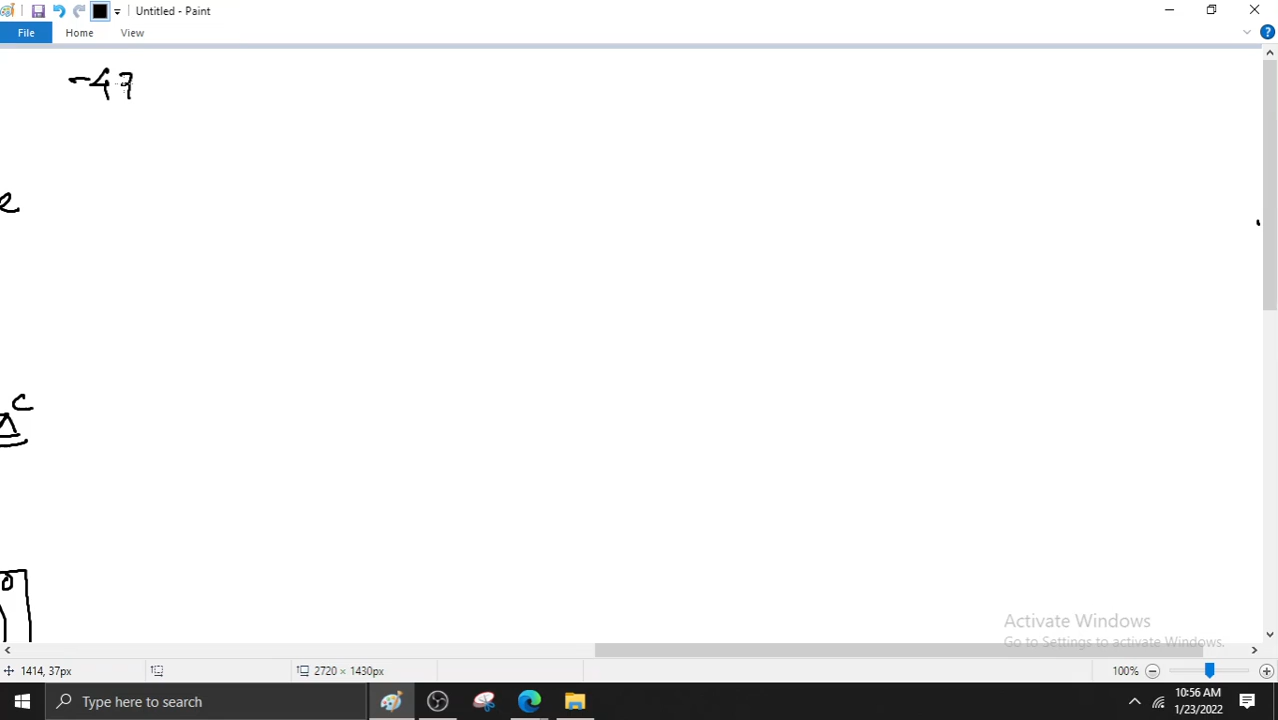 Untitled - Paint
File Home View
-47
e
C
D
Activate Windows
Go to Settings to activate Windows.
1414, 37px 2720 × 1430px 100%
Type here to search 10:56 AM
1/23/2022